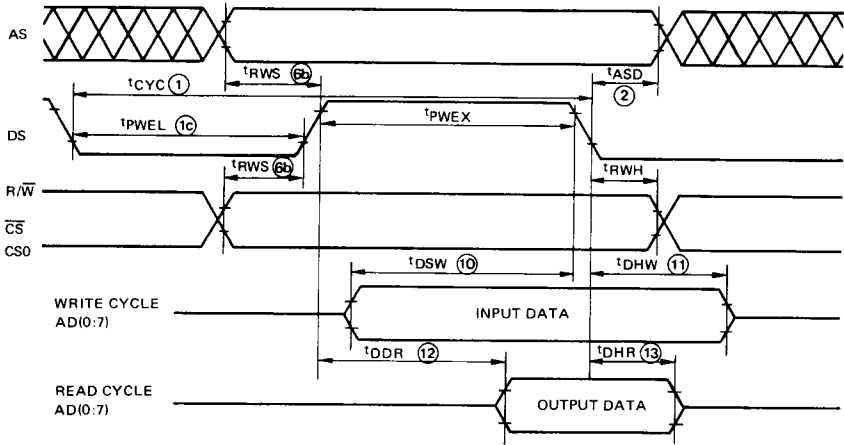 AS
tRWS 6b
tCYC 1
tASD
2
DS
tPWEL 1c
tPWEX
tRWS 6b
tRWH
R/W̅
C̅S̅
CS0
tDSW 10
tDHW 11
WRITE CYCLE
AD(0:7)
INPUT DATA
tDDR 12
tDHR 13
READ CYCLE
AD(0:7)
OUTPUT DATA